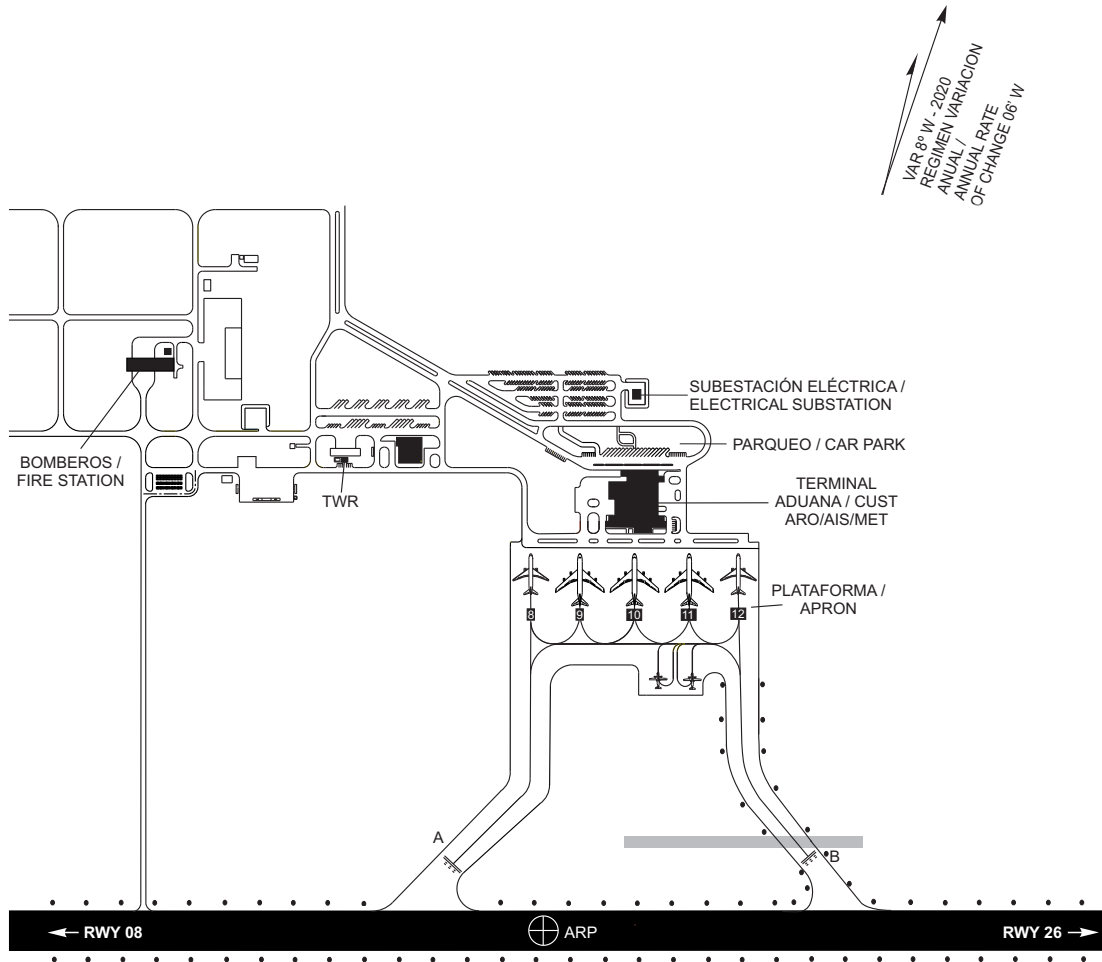 VAR 8º W - 2020
REGIMEN VARIACION
ANUAL /
ANNUAL RATE
OF CHANGE 06' W
SUBESTACIÓN ELÉCTRICA /
ELECTRICAL SUBSTATION
PARQUEO / CAR PARK
BOMBEROS /
FIRE STATION
TWR
TERMINAL
ADUANA / CUST
ARO/AIS/MET
PLATAFORMA /
APRON
8 9 10 11 12
A
B
RWY 08
ARP
RWY 26